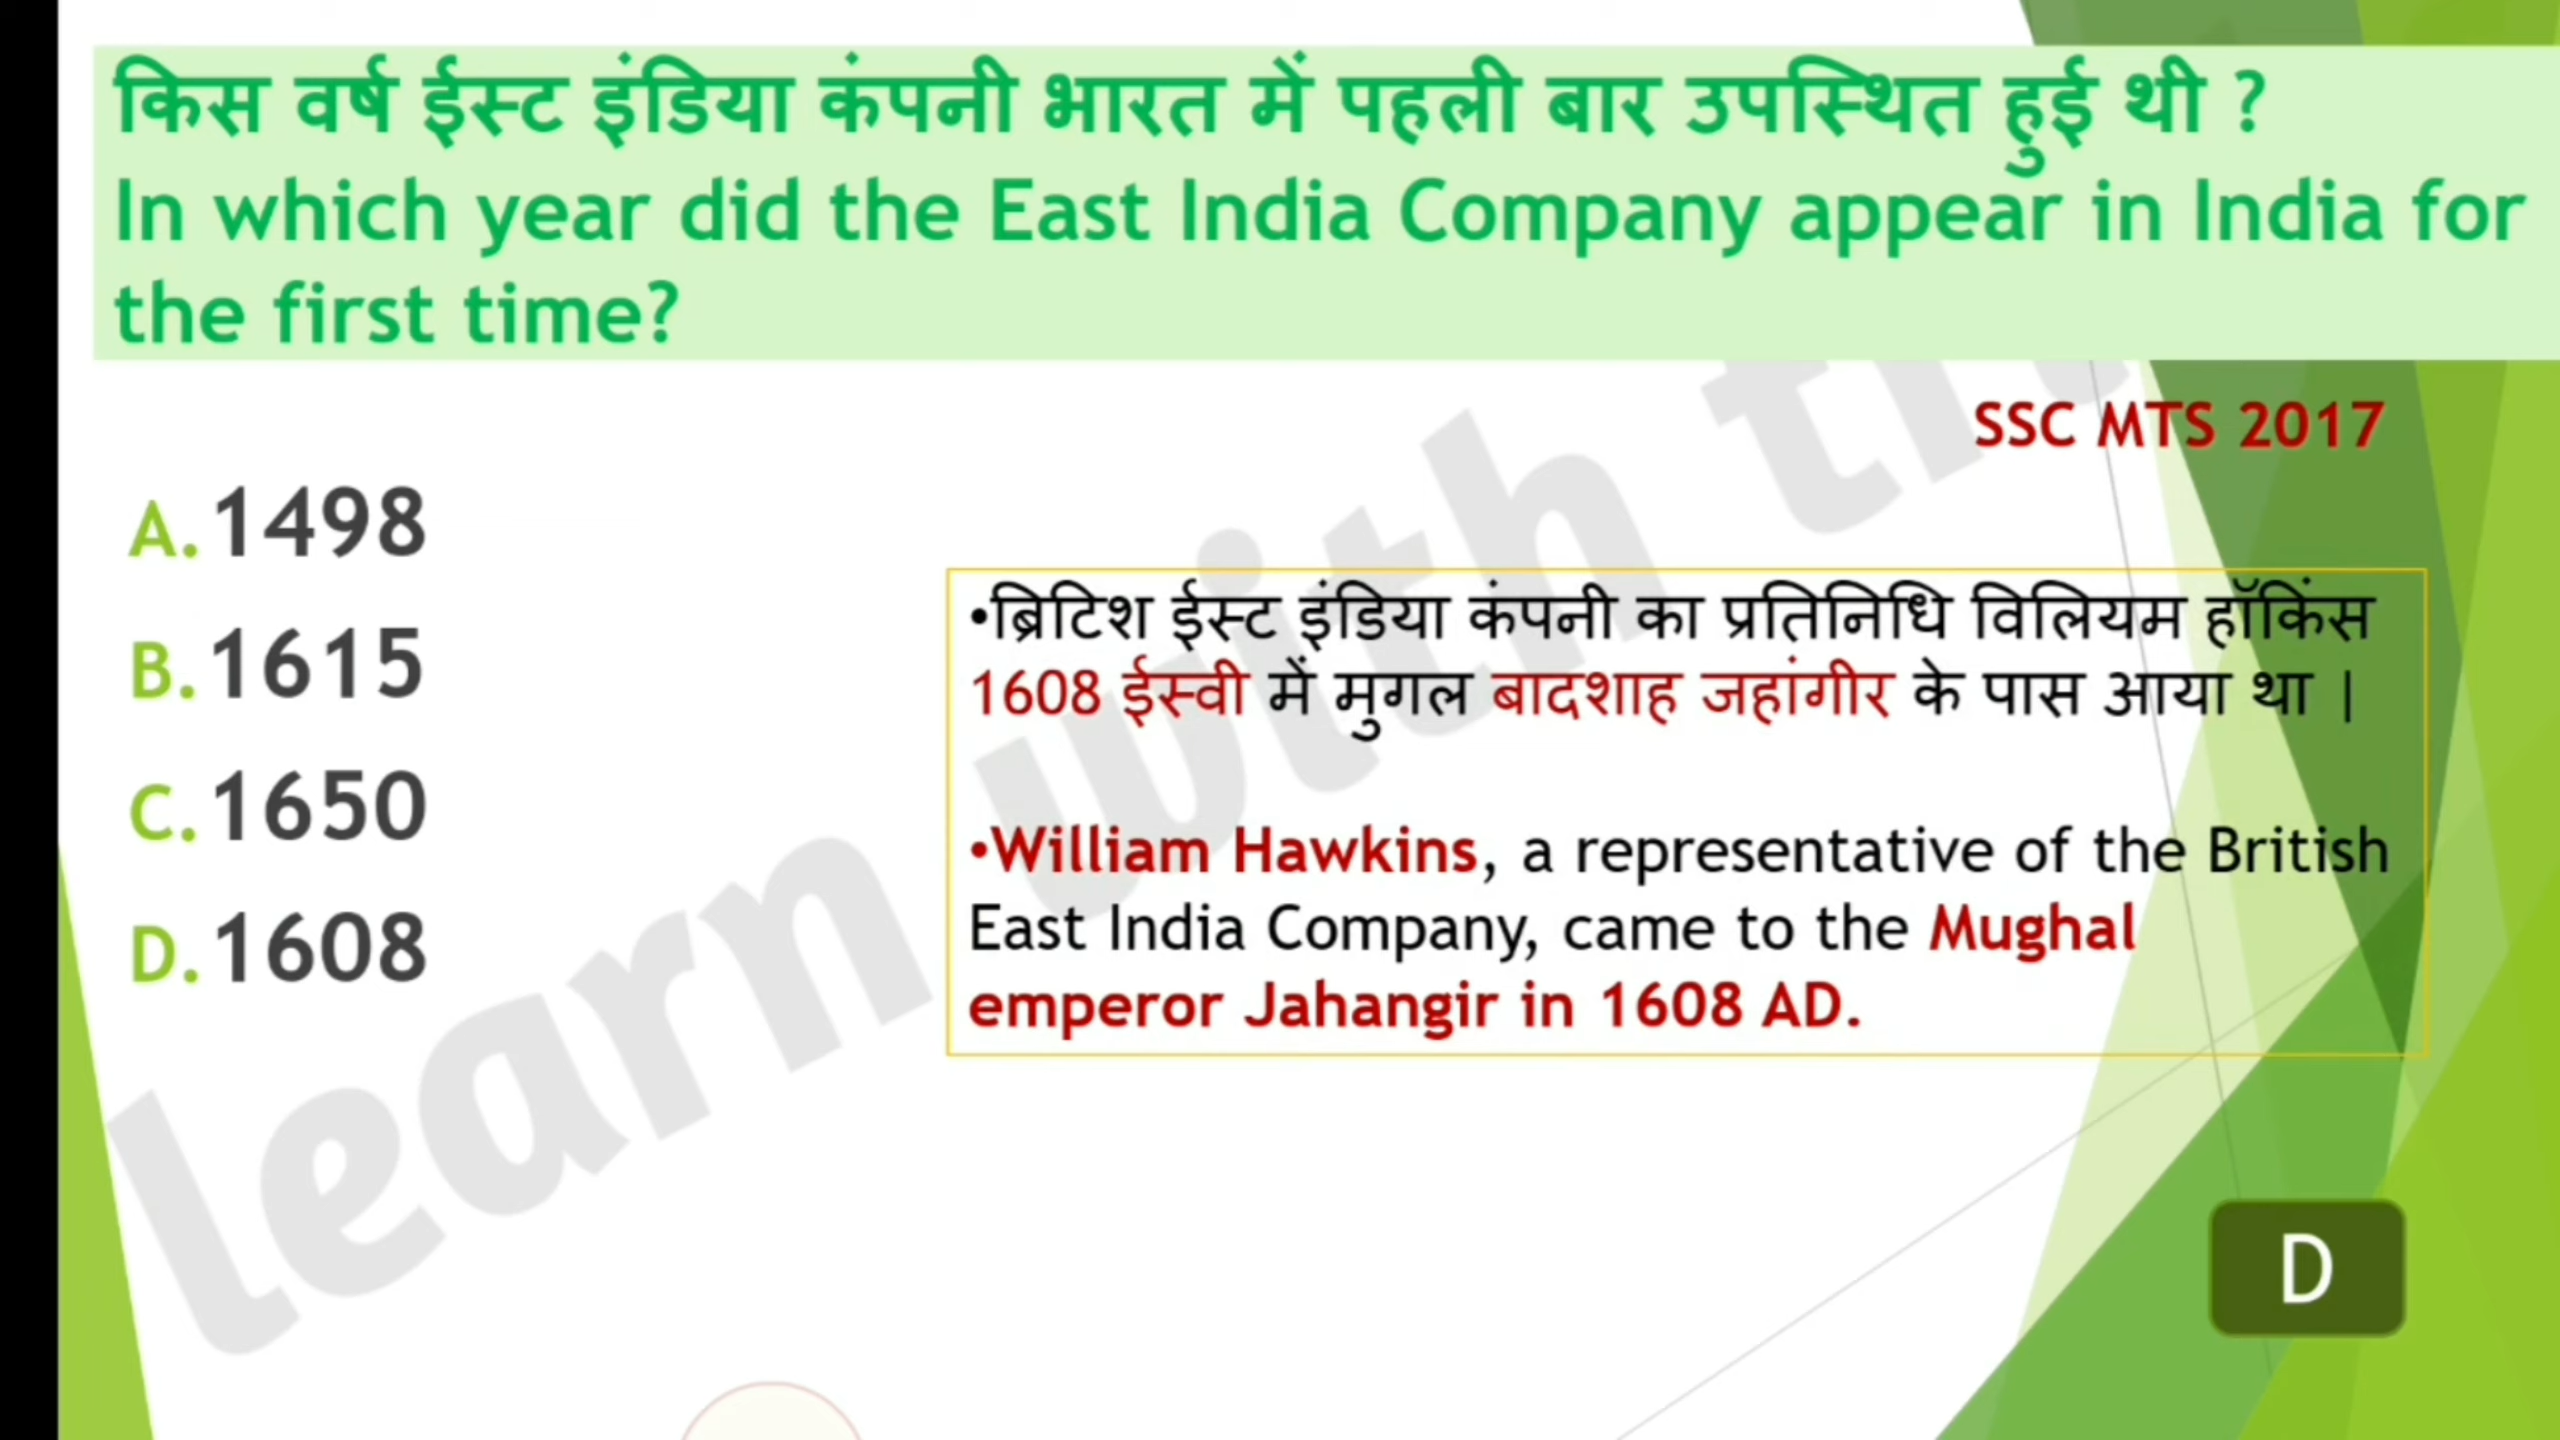 किस वर्ष ईस्ट इंडिया कंपनी भारत में पहली बार उपस्थित हुई थी ?
In which year did the East India Company appear in India for
the first time?
SSC MTS 2017
A. 1498
B. 1615
C. 1650
D. 1608
•ब्रिटिश ईस्ट इंडिया कंपनी का प्रतिनिधि विलियम हॉकिंस
1608 ईस्वी में मुगल बादशाह जहांगीर के पास आया था |
•William Hawkins, a representative of the British
East India Company, came to the Mughal
emperor Jahangir in 1608 AD.
D
learn with